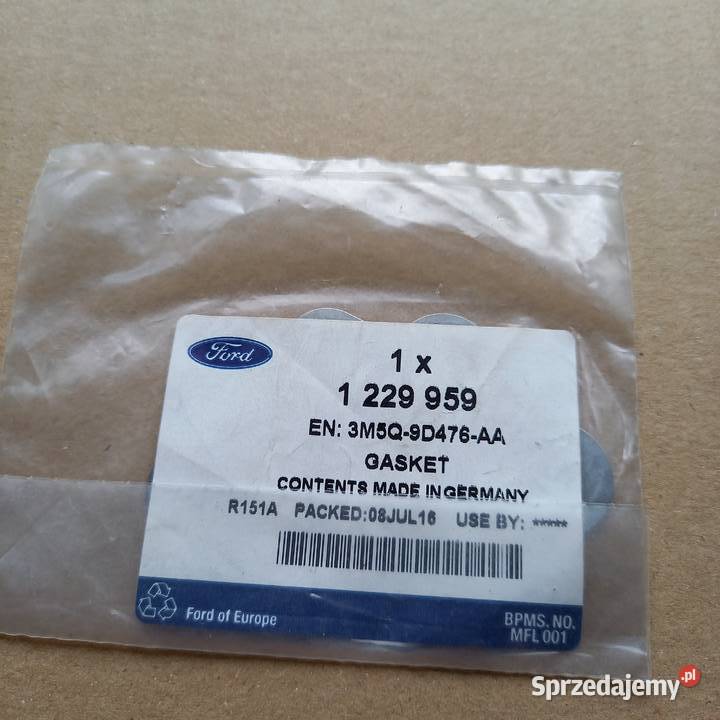 Ford
1 x
1 229 959
EN: 3M5Q-9D476-AA
GASKET
CONTENTS MADE IN GERMANY
R151A PACKED:08JUL16 USE BY: *****
Ford of Europe
BPMS. NO.
MFL 001
Sprzedajemy.pl